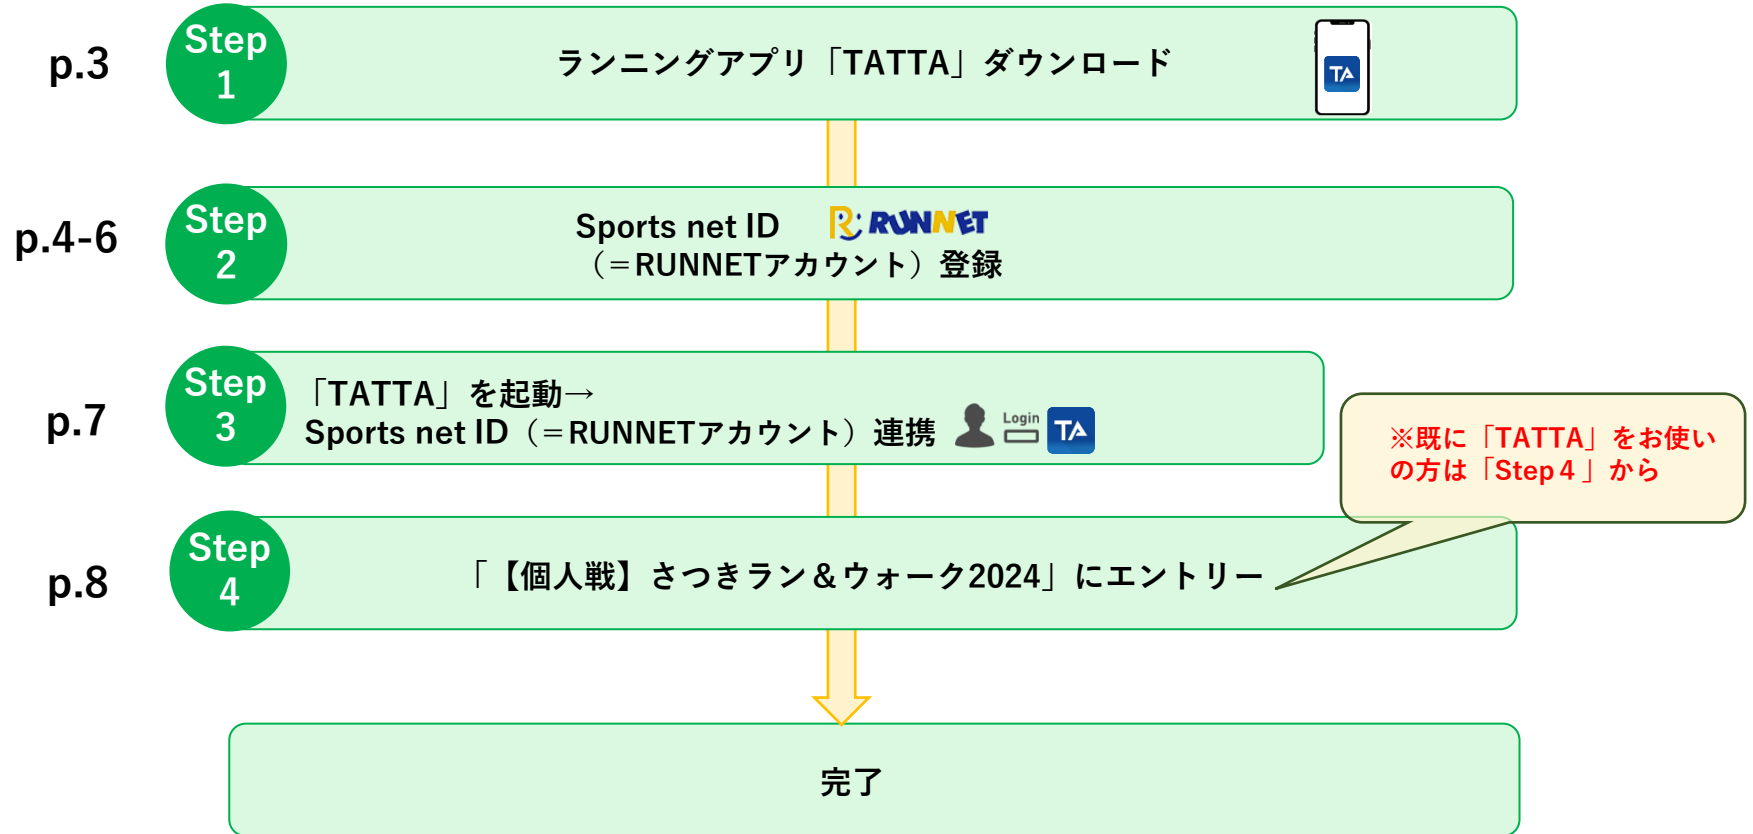 p.3
Step
1
ランニングアプリ「TATTA」ダウンロード
TA
p.4-6
Step
2
Sports net ID
R RUNNET
（=RUNNETアカウント）登録
p.7
Step
3
「TATTA」を起動→
Sports net ID（=RUNNETアカウント）連携
Login
TA
※既に「TATTA」をお使い
の方は「Step４」から
p.8
Step
4
「【個人戦】さつきラン＆ウォーク2024」にエントリー
完了